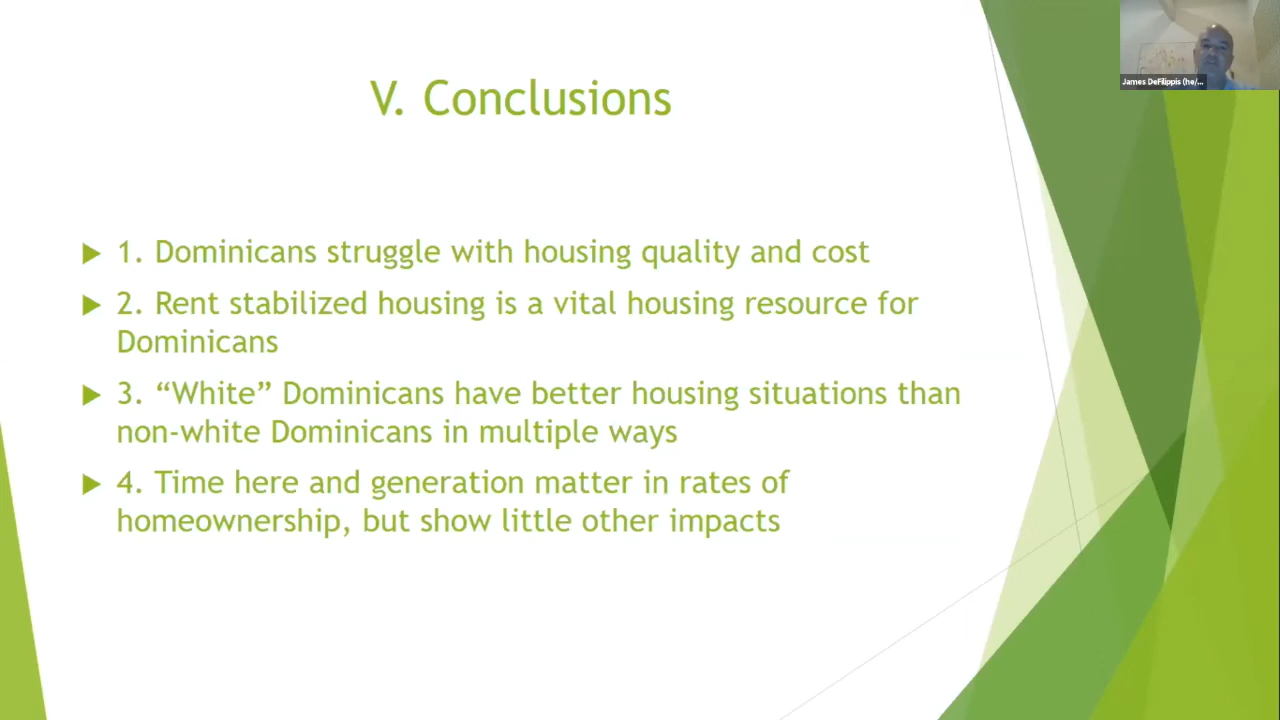 James DeFilippis (he/...
V. Conclusions
1. Dominicans struggle with housing quality and cost
2. Rent stabilized housing is a vital housing resource for
Dominicans
3. “White” Dominicans have better housing situations than
non-white Dominicans in multiple ways
4. Time here and generation matter in rates of
homeownership, but show little other impacts